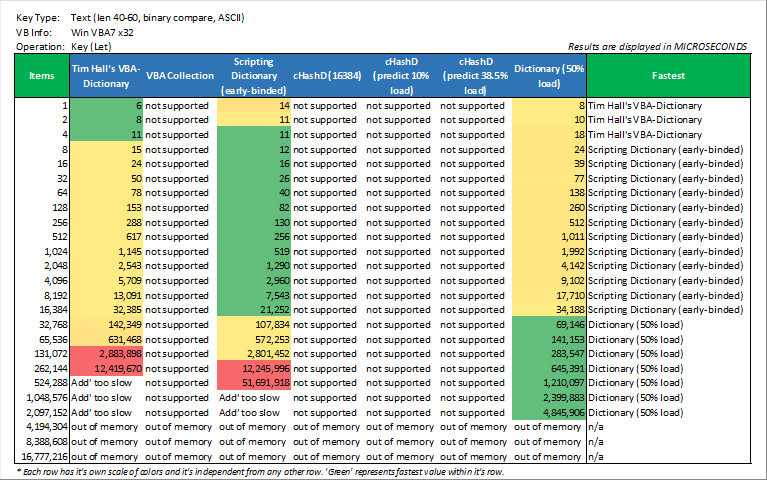 Key Type: Text (len 40-60, binary compare, ASCII)
VB Info: Win VBA7 x32
Operation: Key (Let) Results are displayed in MICROSECONDS
Items Tim Hall's VBA-Dictionary VBA Collection Scripting Dictionary (early-binded) cHashD (16384) cHashD (predict 10% load) cHashD (predict 38.5% load) Dictionary (50% load) Fastest
1 6 not supported 14 not supported not supported not supported 8 Tim Hall's VBA-Dictionary
2 8 not supported 11 not supported not supported not supported 10 Tim Hall's VBA-Dictionary
4 11 not supported 11 not supported not supported not supported 18 Tim Hall's VBA-Dictionary
8 15 not supported 12 not supported not supported not supported 24 Scripting Dictionary (early-binded)
16 24 not supported 16 not supported not supported not supported 39 Scripting Dictionary (early-binded)
32 50 not supported 26 not supported not supported not supported 77 Scripting Dictionary (early-binded)
64 78 not supported 40 not supported not supported not supported 138 Scripting Dictionary (early-binded)
128 153 not supported 82 not supported not supported not supported 260 Scripting Dictionary (early-binded)
256 288 not supported 130 not supported not supported not supported 512 Scripting Dictionary (early-binded)
512 617 not supported 256 not supported not supported not supported 1,011 Scripting Dictionary (early-binded)
1,024 1,145 not supported 519 not supported not supported not supported 1,992 Scripting Dictionary (early-binded)
2,048 2,543 not supported 1,290 not supported not supported not supported 4,142 Scripting Dictionary (early-binded)
4,096 5,709 not supported 2,960 not supported not supported not supported 9,102 Scripting Dictionary (early-binded)
8,192 13,091 not supported 7,543 not supported not supported not supported 17,710 Scripting Dictionary (early-binded)
16,384 32,385 not supported 21,252 not supported not supported not supported 34,188 Scripting Dictionary (early-binded)
32,768 142,349 not supported 107,834 not supported not supported not supported 69,146 Dictionary (50% load)
65,536 631,468 not supported 572,253 not supported not supported not supported 141,153 Dictionary (50% load)
131,072 2,883,898 not supported 2,801,452 not supported not supported not supported 283,547 Dictionary (50% load)
262,144 12,419,670 not supported 12,245,996 not supported not supported not supported 645,391 Dictionary (50% load)
524,288 Add' too slow not supported 51,691,918 not supported not supported not supported 1,210,097 Dictionary (50% load)
1,048,576 Add' too slow not supported Add' too slow not supported not supported not supported 2,399,883 Dictionary (50% load)
2,097,152 Add' too slow not supported Add' too slow not supported not supported not supported 4,845,906 Dictionary (50% load)
4,194,304 out of memory out of memory out of memory out of memory out of memory out of memory out of memory n/a
8,388,608 out of memory out of memory out of memory out of memory out of memory out of memory out of memory n/a
16,777,216 out of memory out of memory out of memory out of memory out of memory out of memory out of memory n/a
* Each row has it's own scale of colors and it's independent from any other row. 'Green' represents fastest value within it's row.